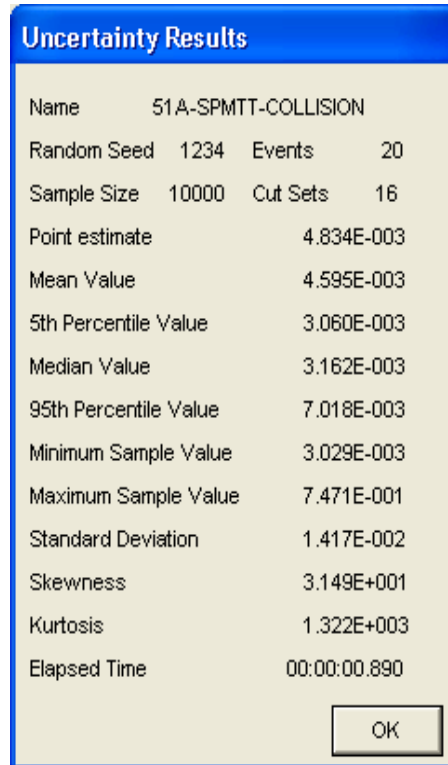 Uncertainty Results
Name 51A-SPMTT-COLLISION
Random Seed 1234 Events 20
Sample Size 10000 Cut Sets 16
Point estimate 4.834E-003
Mean Value 4.595E-003
5th Percentile Value 3.060E-003
Median Value 3.162E-003
95th Percentile Value 7.018E-003
Minimum Sample Value 3.029E-003
Maximum Sample Value 7.471E-001
Standard Deviation 1.417E-002
Skewness 3.149E+001
Kurtosis 1.322E+003
Elapsed Time 00:00:00.890
OK